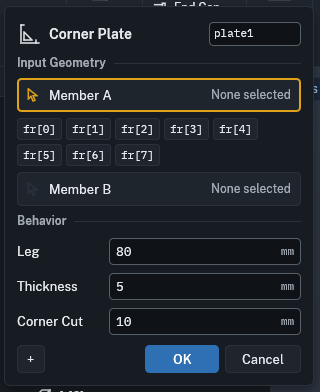 End Cap
Corner Plate
plate1
Input Geometry
Member A
None selected
fr[0] fr[1] fr[2] fr[3] fr[4]
fr[5] fr[6] fr[7]
Member B
None selected
Behavior
Leg
80 mm
Thickness
5 mm
Corner Cut
10 mm
+ OK Cancel